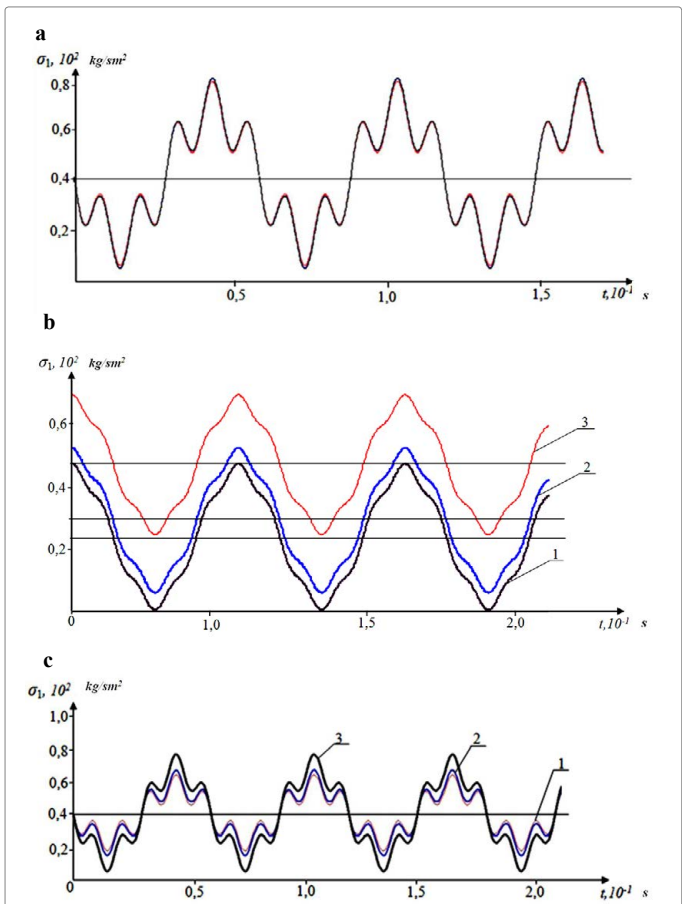 a
σ₁, 10² kg/sm²
0,8
0,6
0,4
0,2
0,5 1,0 1,5 t,10⁻¹ s
b
σ₁, 10² kg/sm²
0,6
3
0,4
2
0,2
1
0 1,0 1,5 2,0 t,10⁻¹ s
c
σ₁, 10² kg/sm²
1,0
0,8
3 2
0,6
1
0,4
0,2
0 0,5 1,0 1,5 2,0 t,10⁻¹ s